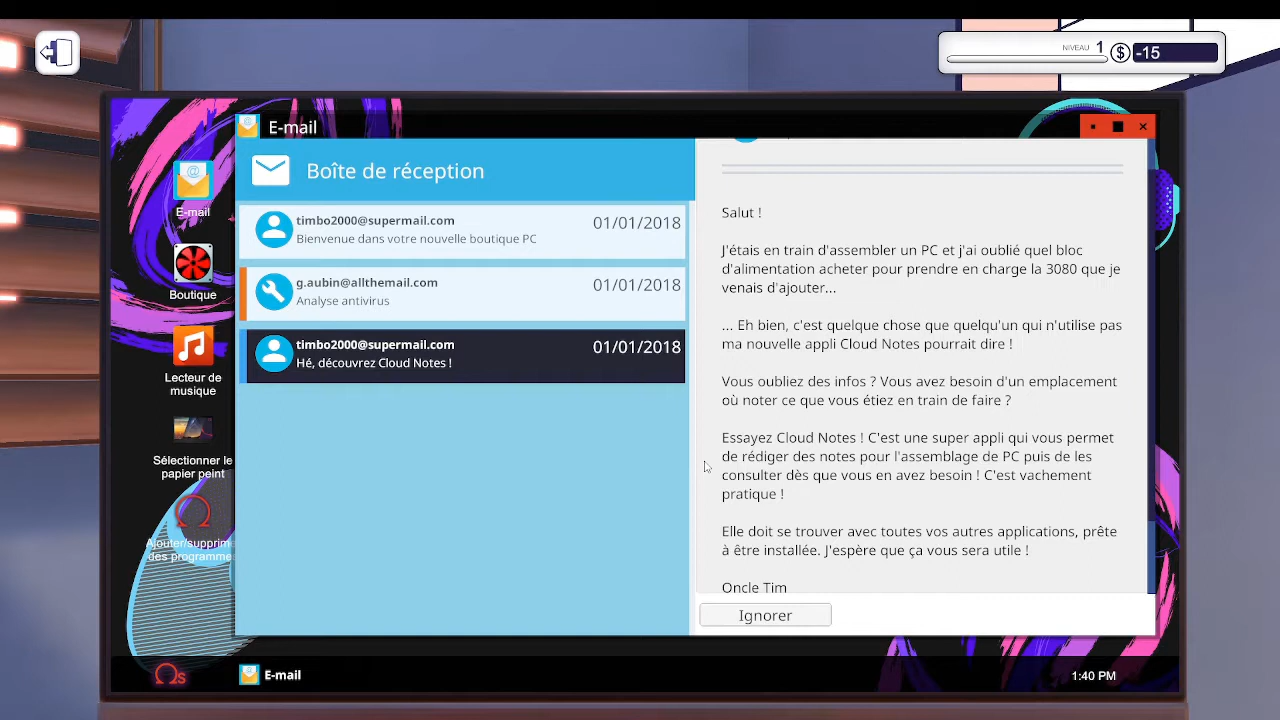 NIVEAU 1 $ -15
E-mail
Boîte de réception
timbo2000@supermail.com 01/01/2018
Bienvenue dans votre nouvelle boutique PC
g.aubin@allthemail.com 01/01/2018
Analyse antivirus
timbo2000@supermail.com 01/01/2018
Hé, découvrez Cloud Notes !
Salut !
J'étais en train d'assembler un PC et j'ai oublié quel bloc
d'alimentation acheter pour prendre en charge la 3080 que je
venais d'ajouter...
... Eh bien, c'est quelque chose que quelqu'un qui n'utilise pas
ma nouvelle appli Cloud Notes pourrait dire !
Vous oubliez des infos ? Vous avez besoin d'un emplacement
où noter ce que vous étiez en train de faire ?
Essayez Cloud Notes ! C'est une super appli qui vous permet
de rédiger des notes pour l'assemblage de PC puis de les
consulter dès que vous en avez besoin ! C'est vachement
pratique !
Elle doit se trouver avec toutes vos autres applications, prête
à être installée. J'espère que ça vous sera utile !
Oncle Tim
Ignorer
E-mail
Boutique
Lecteur de
musique
Sélectionner le
papier peint
Ajouter/supprime
des programme
Ωs
E-mail
1:40 PM